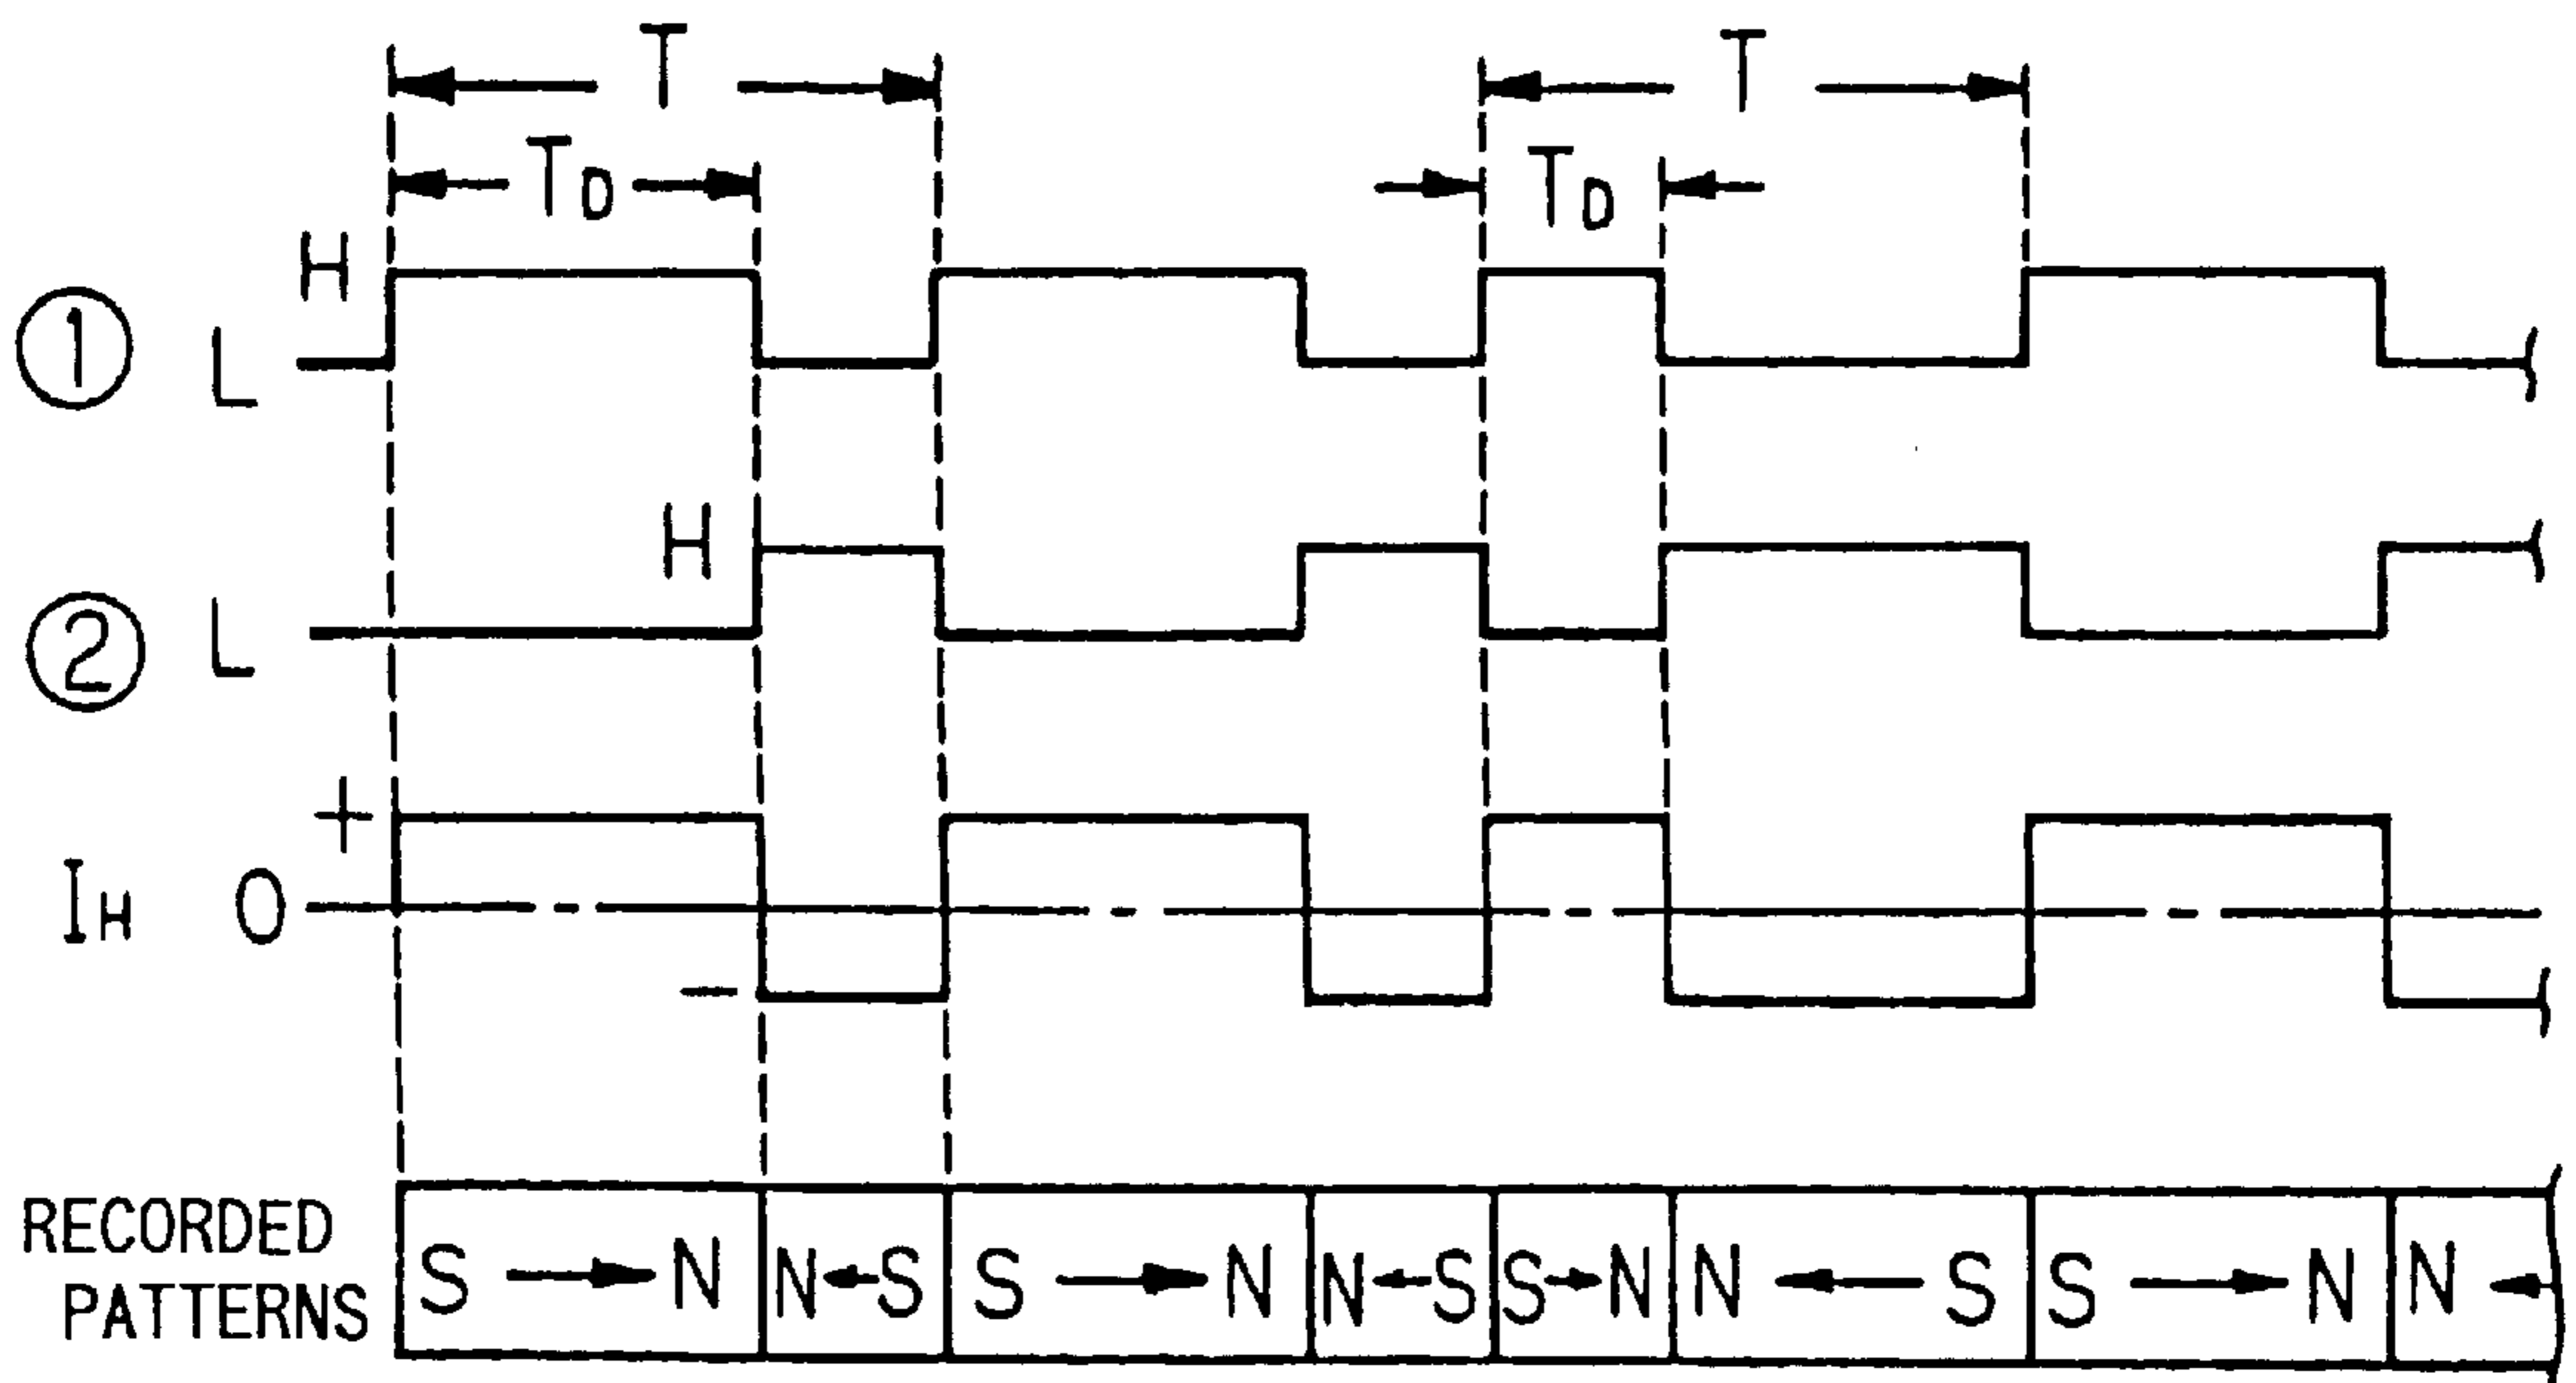 T T
TD TD
H
① L
H
② L
+
IH 0
−
RECORDED
PATTERNS
S → N N ← S S → N N ← S S → N N ← S S → N N ←